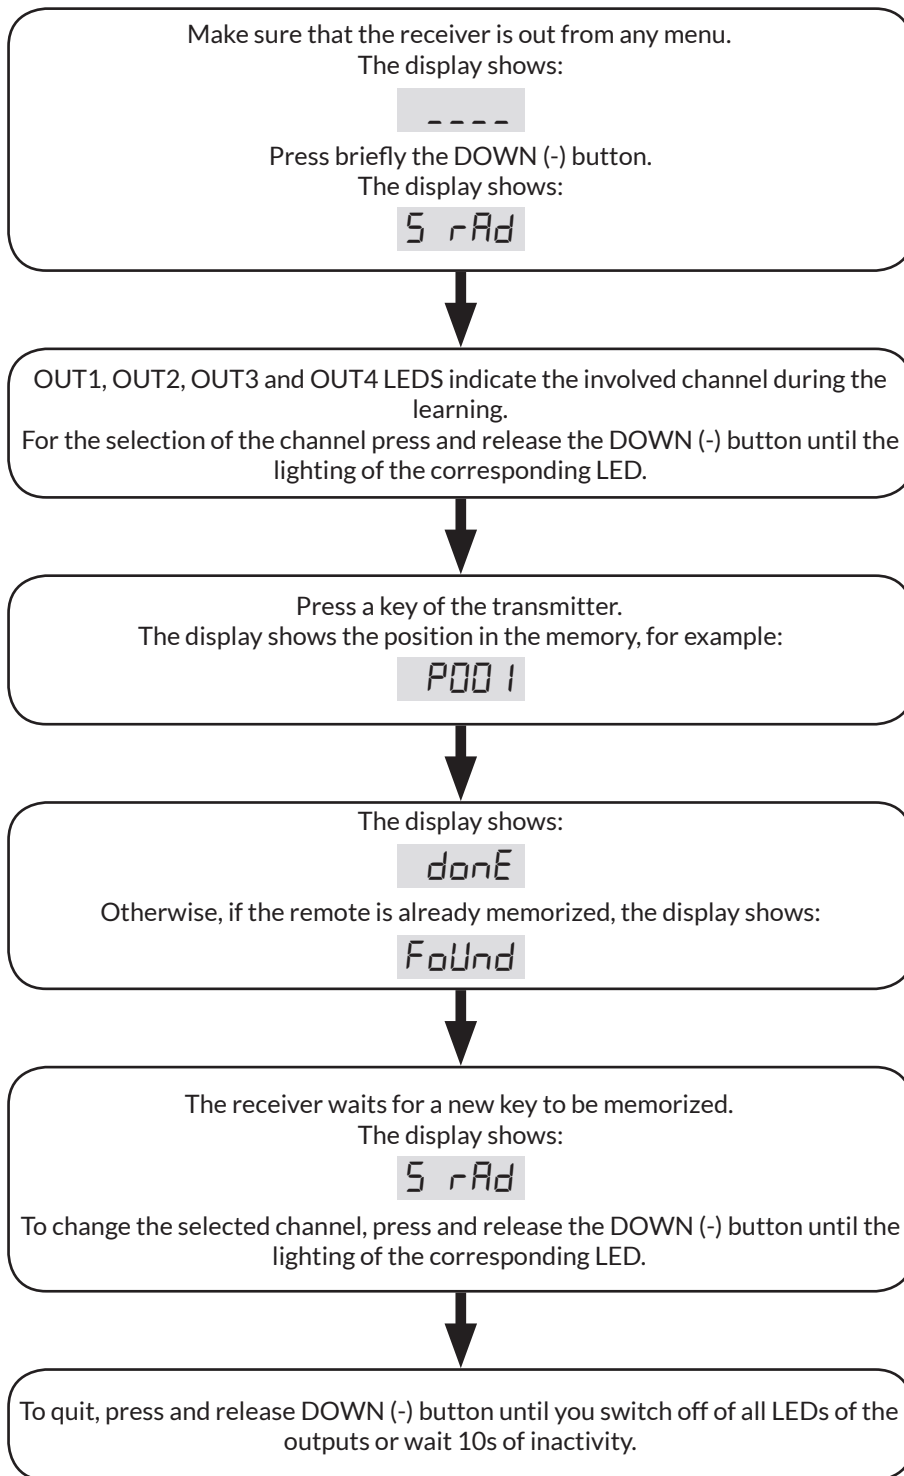 Make sure that the receiver is out from any menu.
The display shows:
_ _ _ _
Press briefly the DOWN (-) button.
The display shows:
S rAd
OUT1, OUT2, OUT3 and OUT4 LEDS indicate the involved channel during the
learning.
For the selection of the channel press and release the DOWN (-) button until the
lighting of the corresponding LED.
Press a key of the transmitter.
The display shows the position in the memory, for example:
P001
The display shows:
donE
Otherwise, if the remote is already memorized, the display shows:
FoUnd
The receiver waits for a new key to be memorized.
The display shows:
S rAd
To change the selected channel, press and release the DOWN (-) button until the
lighting of the corresponding LED.
To quit, press and release DOWN (-) button until you switch off of all LEDs of the
outputs or wait 10s of inactivity.